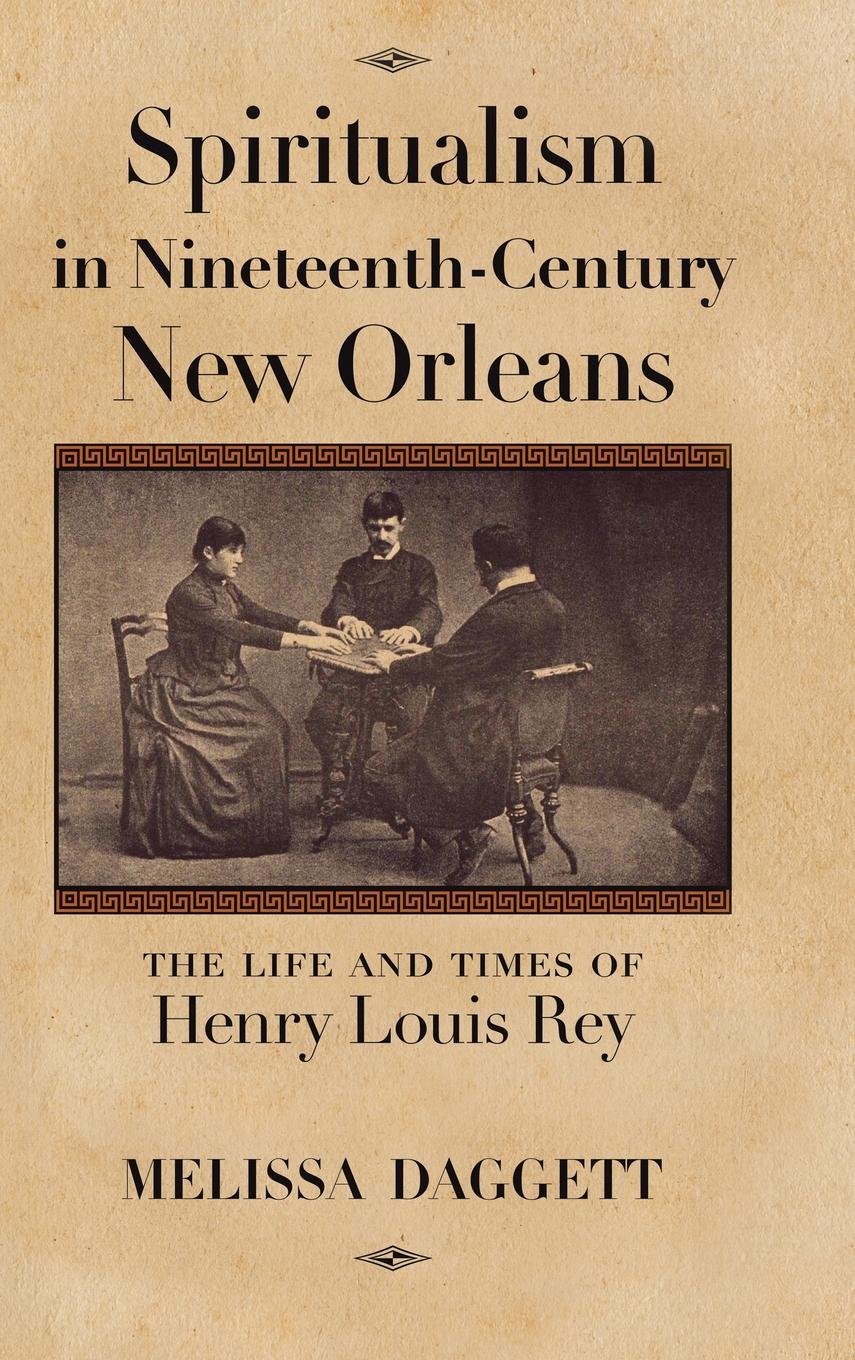 Spiritualism
in Nineteenth-Century
New Orleans
THE LIFE AND TIMES OF
Henry Louis Rey
MELISSA DAGGETT